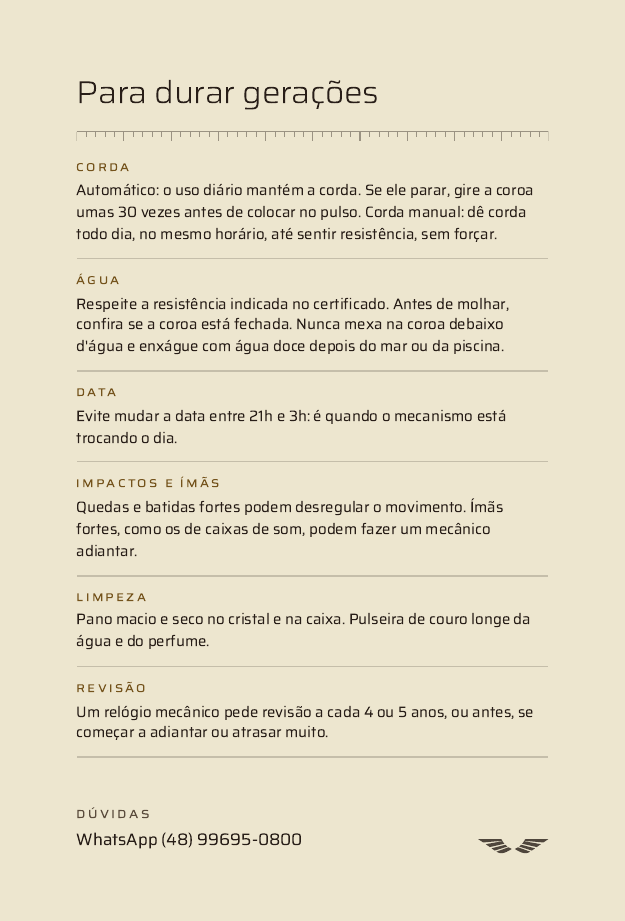 Para durar gerações
CORDA
Automático: o uso diário mantém a corda. Se ele parar, gire a coroa
umas 30 vezes antes de colocar no pulso. Corda manual: dê corda
todo dia, no mesmo horário, até sentir resistência, sem forçar.
ÁGUA
Respeite a resistência indicada no certificado. Antes de molhar,
confira se a coroa está fechada. Nunca mexa na coroa debaixo
d'água e enxágue com água doce depois do mar ou da piscina.
DATA
Evite mudar a data entre 21h e 3h: é quando o mecanismo está
trocando o dia.
IMPACTOS E ÍMÃS
Quedas e batidas fortes podem desregular o movimento. Ímãs
fortes, como os de caixas de som, podem fazer um mecânico
adiantar.
LIMPEZA
Pano macio e seco no cristal e na caixa. Pulseira de couro longe da
água e do perfume.
REVISÃO
Um relógio mecânico pede revisão a cada 4 ou 5 anos, ou antes, se
começar a adiantar ou atrasar muito.
DÚVIDAS
WhatsApp (48) 99695-0800